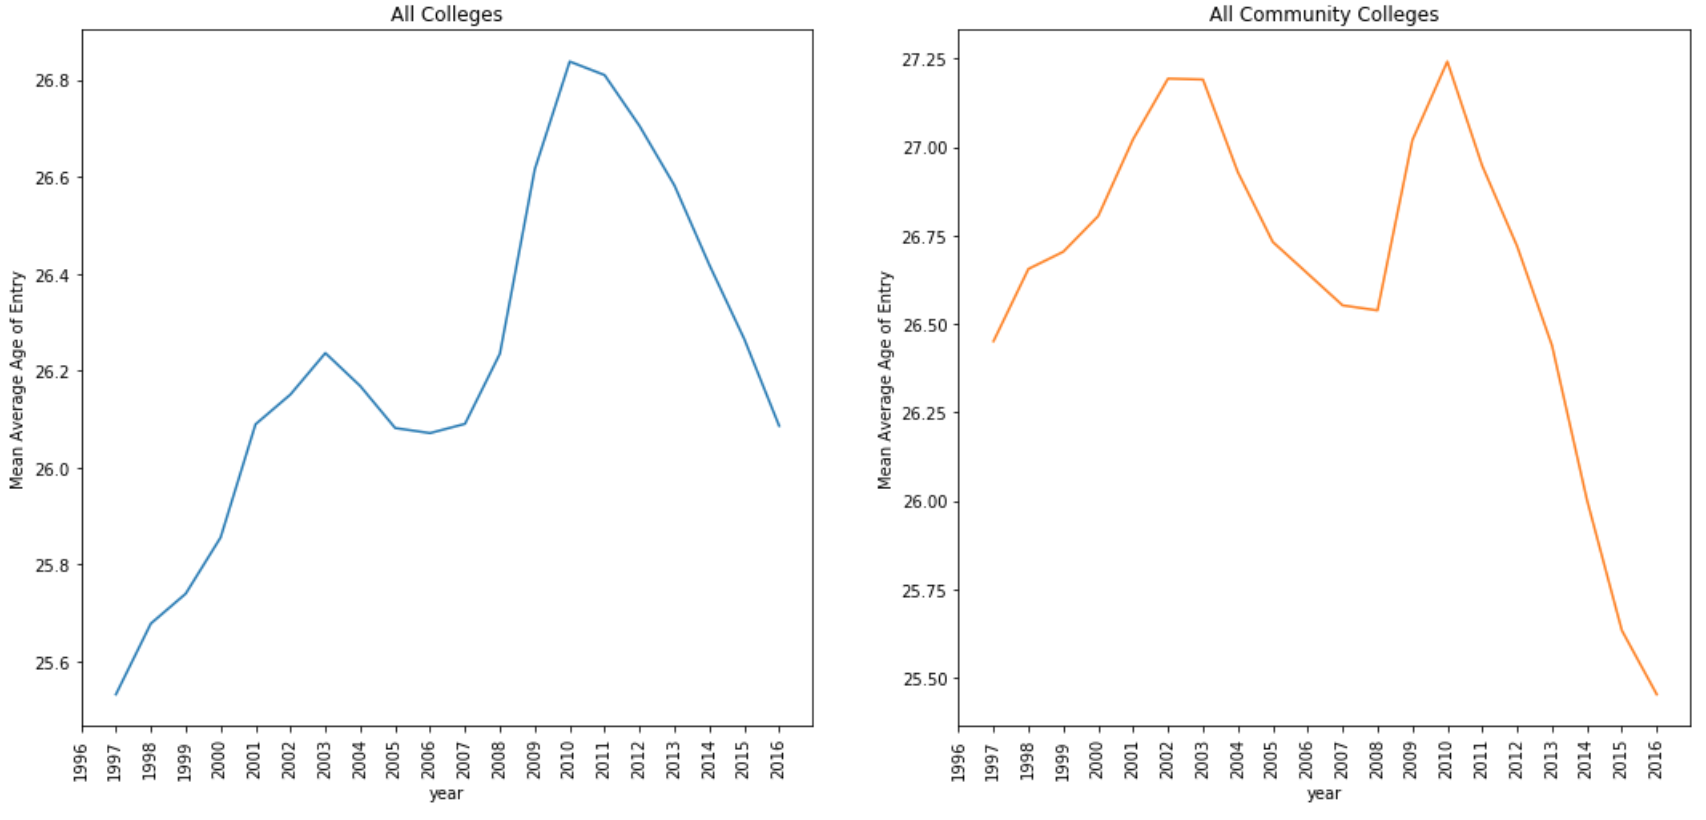 All Colleges
Mean Average Age of Entry
26.8
26.6
26.4
26.2
26.0
25.8
25.6
1996 1997 1998 1999 2000 2001 2002 2003 2004 2005 2006 2007 2008 2009 2010 2011 2012 2013 2014 2015 2016
year
All Community Colleges
Mean Average Age of Entry
27.25
27.00
26.75
26.50
26.25
26.00
25.75
25.50
1996 1997 1998 1999 2000 2001 2002 2003 2004 2005 2006 2007 2008 2009 2010 2011 2012 2013 2014 2015 2016
year